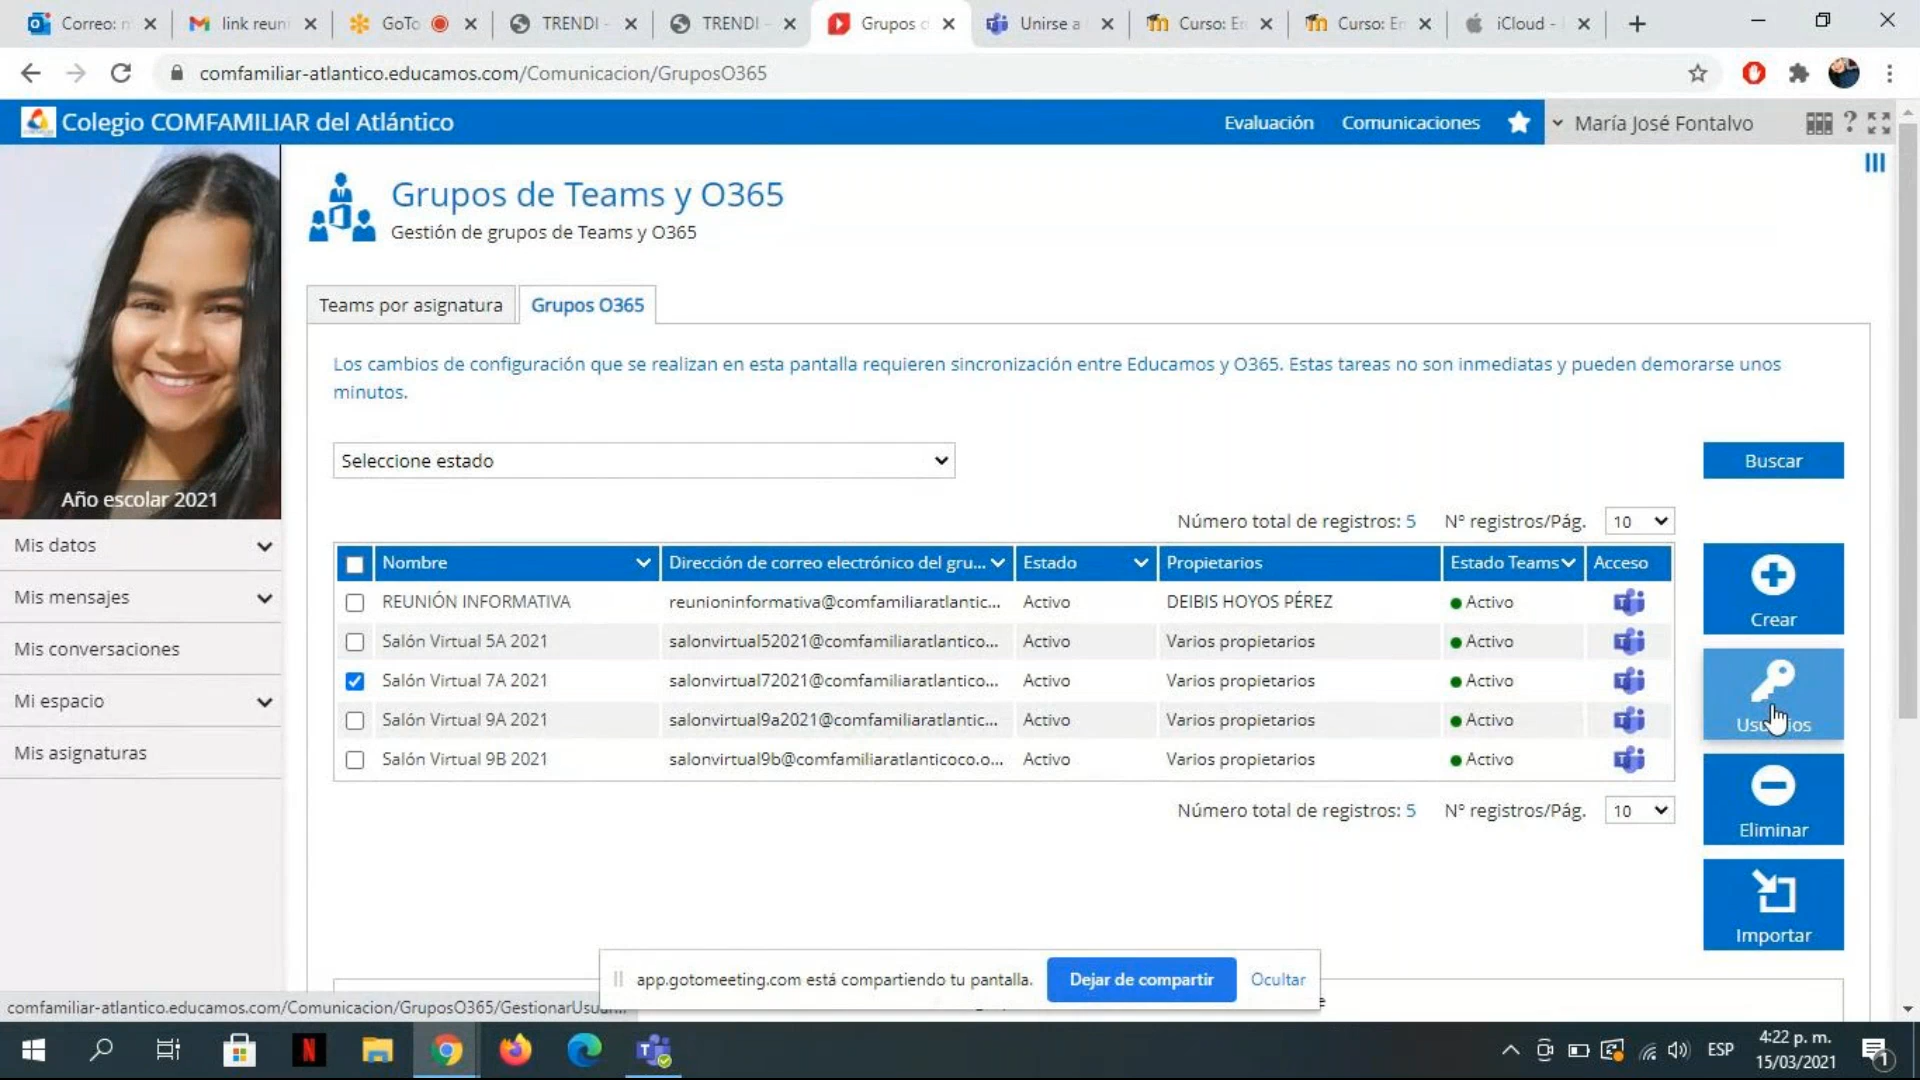 Correo: n
link reuni
GoTo
TRENDI -
TRENDI -
Grupos d
Unirse a
Curso: En
Curso: En
iCloud -
comfamiliar-atlantico.educamos.com/Comunicacion/GruposO365
Colegio COMFAMILIAR del Atlántico
Evaluación
Comunicaciones
María José Fontalvo
Grupos de Teams y O365
Gestión de grupos de Teams y O365
Teams por asignatura
Grupos O365
Los cambios de configuración que se realizan en esta pantalla requieren sincronización entre Educamos y O365. Estas tareas no son inmediatas y pueden demorarse unos
minutos.
Seleccione estado
Buscar
Año escolar 2021
Mis datos
Mis mensajes
Mis conversaciones
Mi espacio
Mis asignaturas
Número total de registros: 5 Nº registros/Pág. 10
Nombre Dirección de correo electrónico del gru... Estado Propietarios Estado Teams Acceso
REUNIÓN INFORMATIVA reunioninformativa@comfamiliaratlantic... Activo DEIBIS HOYOS PÉREZ Activo
Salón Virtual 5A 2021 salonvirtual52021@comfamiliaratlantico... Activo Varios propietarios Activo
Salón Virtual 7A 2021 salonvirtual72021@comfamiliaratlantico... Activo Varios propietarios Activo
Salón Virtual 9A 2021 salonvirtual9a2021@comfamiliaratlantic... Activo Varios propietarios Activo
Salón Virtual 9B 2021 salonvirtual9b@comfamiliaratlanticoco.o... Activo Varios propietarios Activo
Número total de registros: 5 Nº registros/Pág. 10
Crear
Eliminar
Importar
app.gotomeeting.com está compartiendo tu pantalla. Dejar de compartir Ocultar
comfamiliar-atlantico.educamos.com/Comunicacion/GruposO365/GestionarUsuari...
ESP
4:22 p. m.
15/03/2021
1